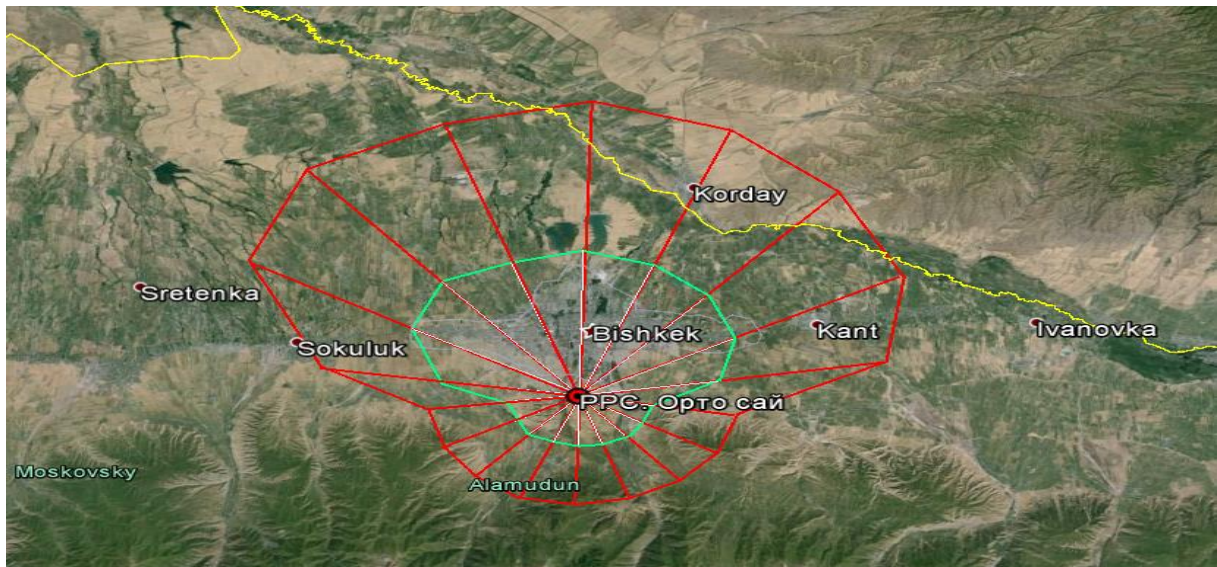 Korday
Sretenka
Ivanovka
Bishkek
Kant
Sokuluk
РРС. Орто сай
Moskovsky
Alamudun